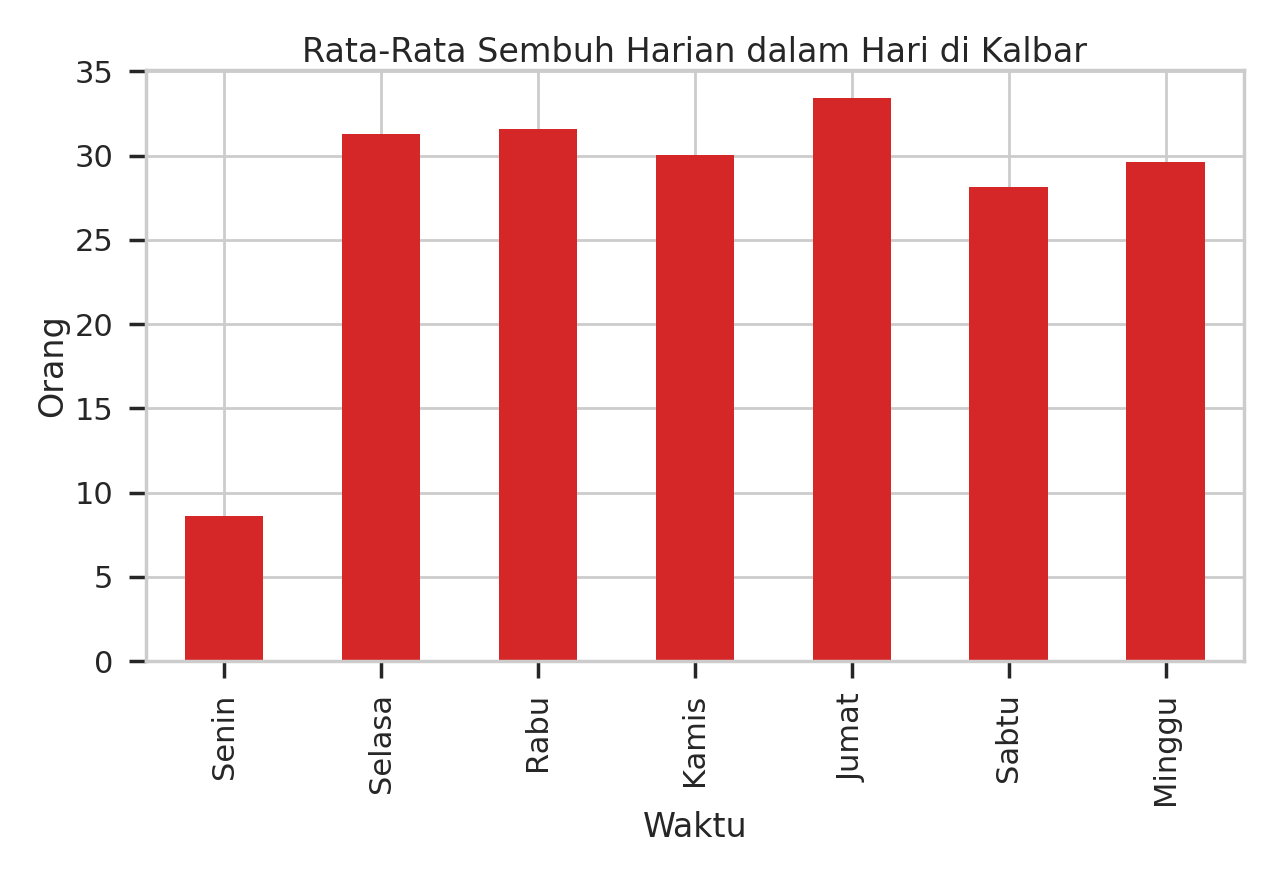 Rata-Rata Sembuh Harian dalam Hari di Kalbar
35
30
25
20
15
10
5
0
Orang
Senin
Selasa
Rabu
Kamis
Jumat
Sabtu
Minggu
Waktu